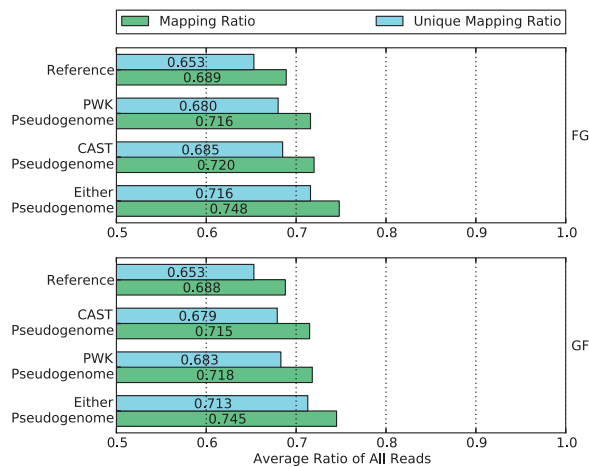 Mapping Ratio
Unique Mapping Ratio
Reference
0.653
0.689
PWK
Pseudogenome
0.680
0.716
CAST
Pseudogenome
0.685
0.720
Either
Pseudogenome
0.716
0.748
FG
0.5 0.6 0.7 0.8 0.9 1.0
Reference
0.653
0.688
CAST
Pseudogenome
0.679
0.715
PWK
Pseudogenome
0.683
0.718
Either
Pseudogenome
0.713
0.745
GF
0.5 0.6 0.7 0.8 0.9 1.0
Average Ratio of All Reads